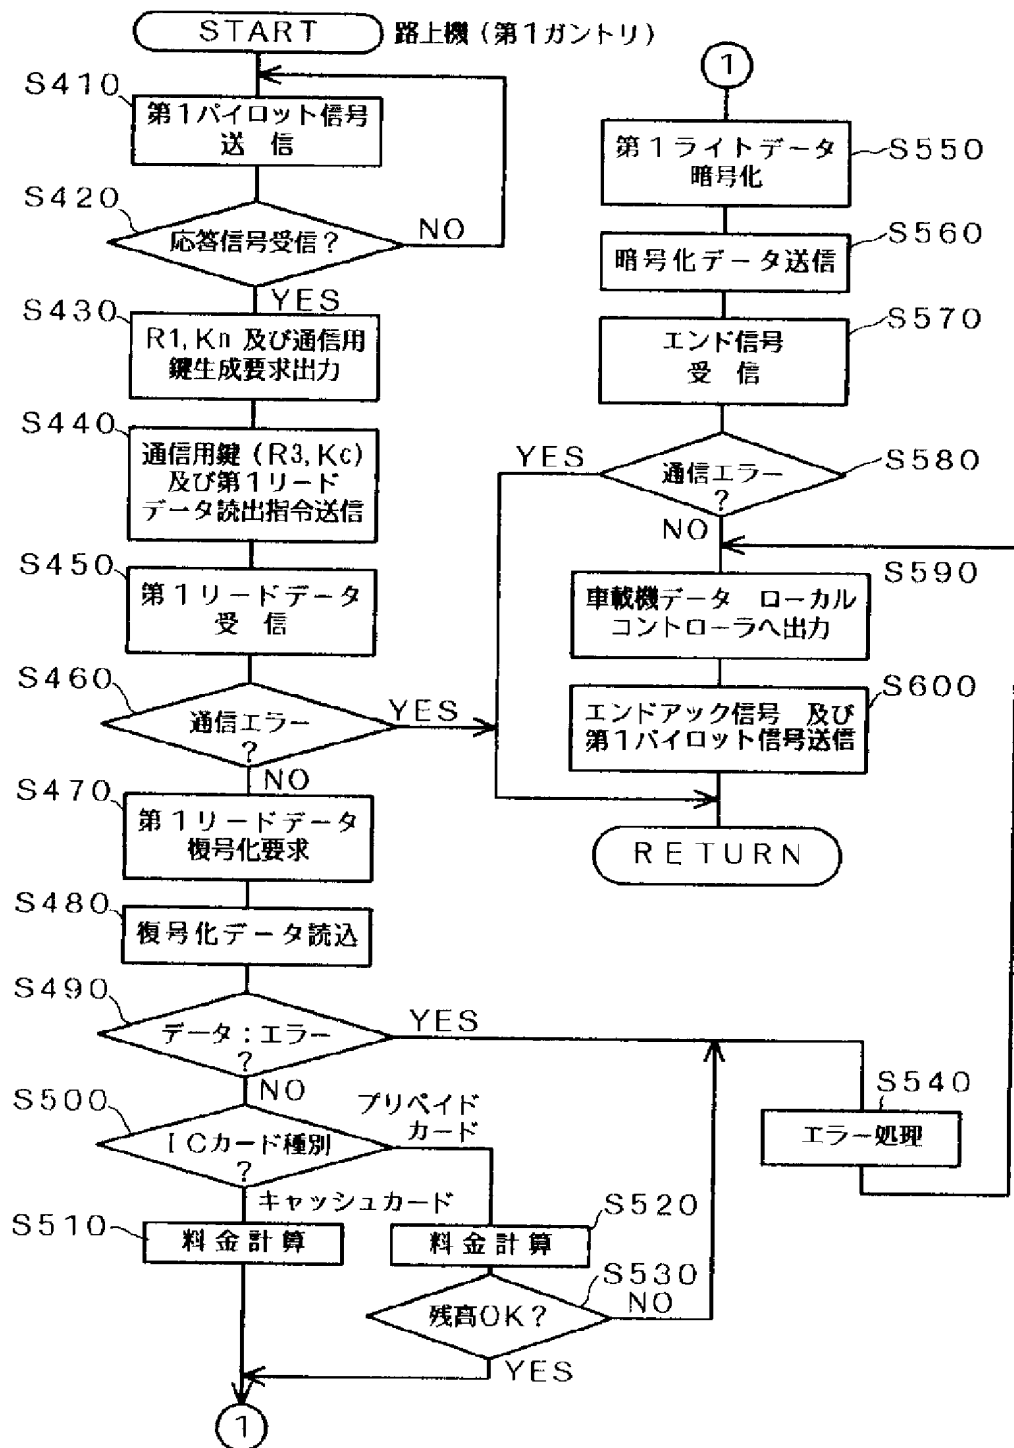 START
路上機（第1ガントリ）
S410
第1パイロット信号
送 信
S420
応答信号受信？
NO
YES
S430
R1, Kn 及び通信用
鍵生成要求出力
S440
通信用鍵（R3, Kc）
及び第1リード
データ読出指令送信
S450
第1リードデータ
受 信
S460
通信エラー
？
YES
NO
S470
第1リードデータ
復号化要求
S480
復号化データ読込
S490
データ：エラー
？
YES
NO
S500
ICカード種別
？
プリペイド
カード
キャッシュカード
S510
料金計算
S520
料金計算
S530
残高OK？
NO
YES
1
S540
エラー処理
1
第1ライトデータ
暗号化
S550
暗号化データ送信
S560
エンド信号
受 信
S570
通信エラー
？
S580
YES
NO
S590
車載機データ ローカル
コントローラへ出力
S600
エンドアック信号 及び
第1パイロット信号送信
RETURN